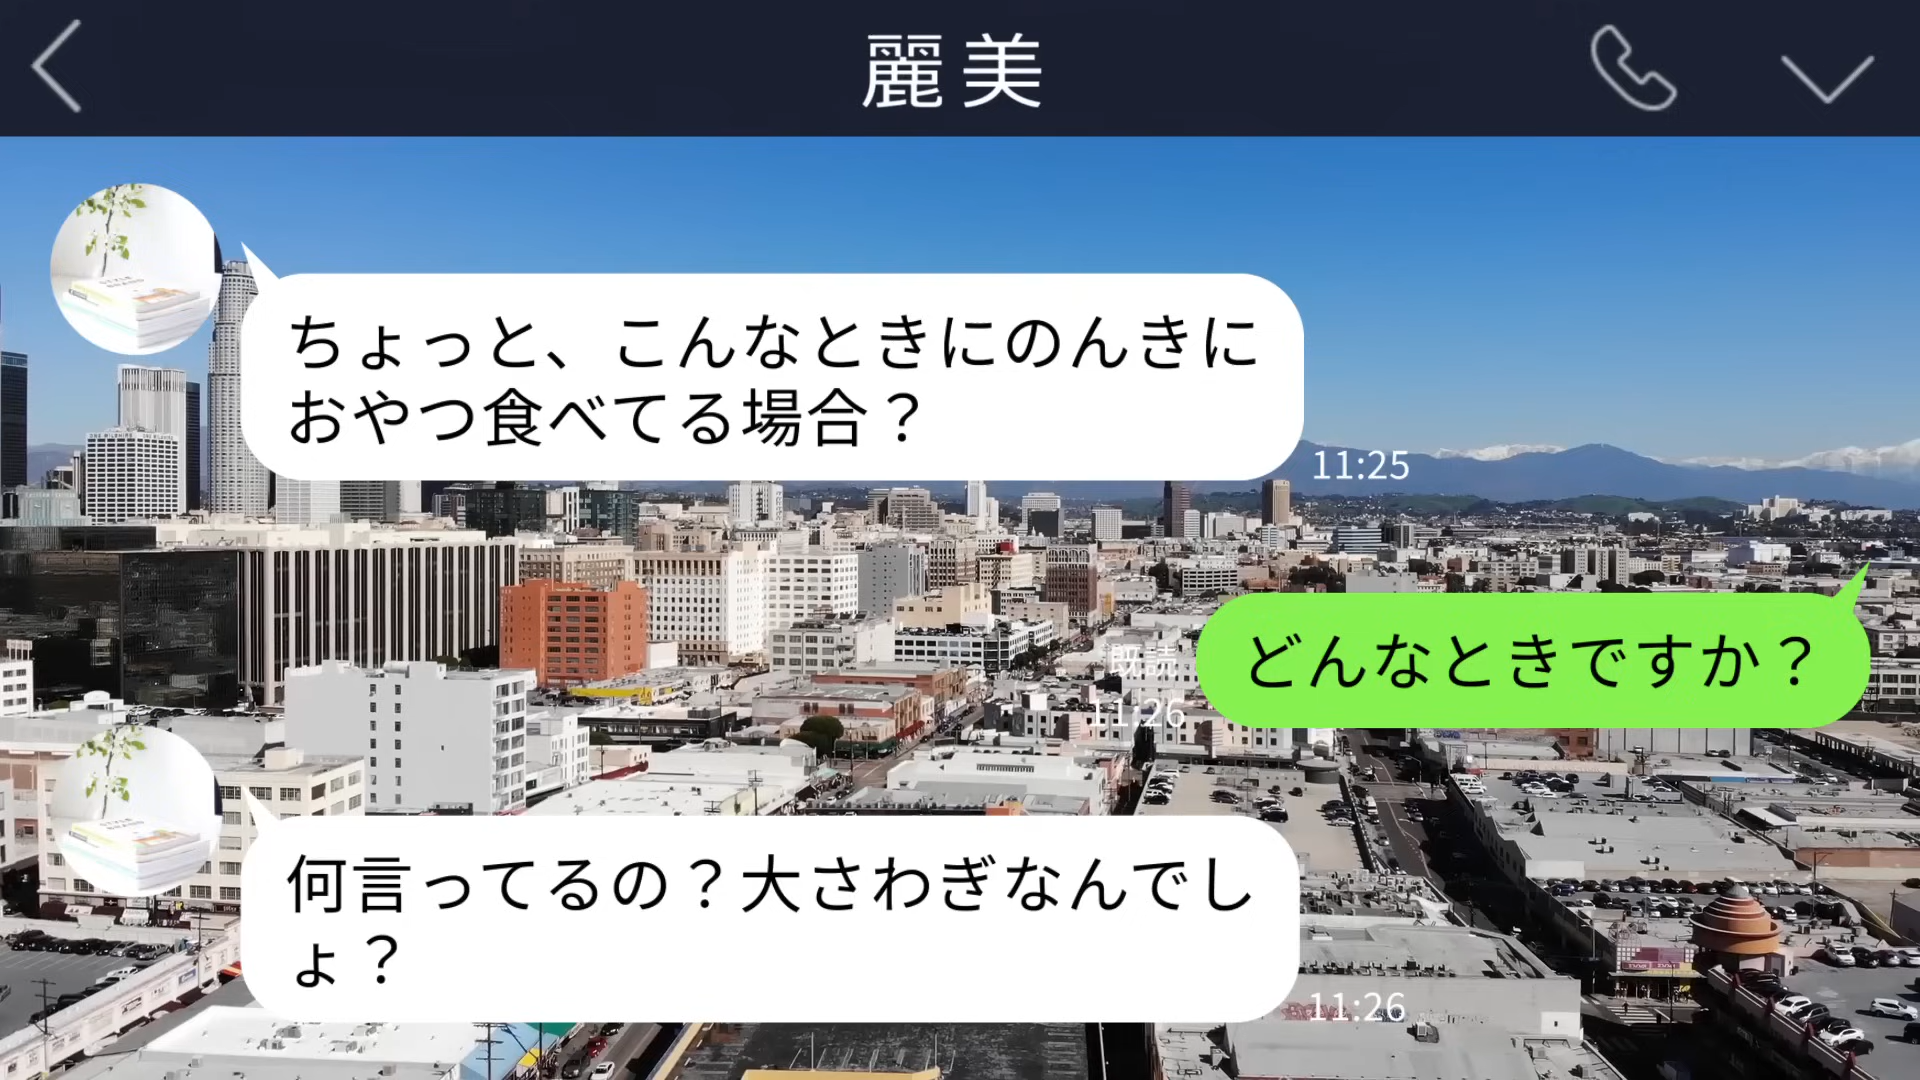 麗美
ちょっと、こんなときにのんきに
おやつ食べてる場合？
11:25
どんなときですか？
既読
11:26
何言ってるの？大さわぎなんでし
ょ？
11:26